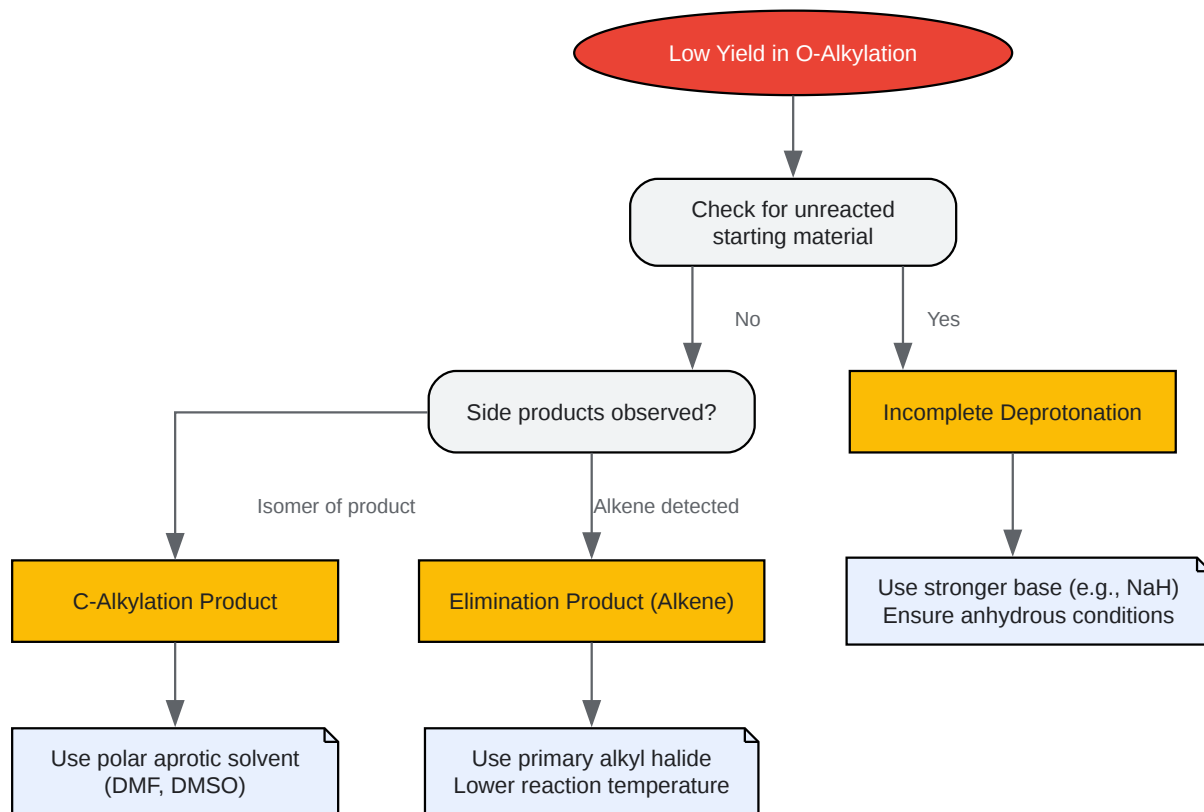 Low Yield in O-Alkylation
Check for unreacted
starting material
No
Yes
Side products observed?
Incomplete Deprotonation
Isomer of product
Alkene detected
C-Alkylation Product
Elimination Product (Alkene)
Use stronger base (e.g., NaH)
Ensure anhydrous conditions
Use polar aprotic solvent
(DMF, DMSO)
Use primary alkyl halide
Lower reaction temperature